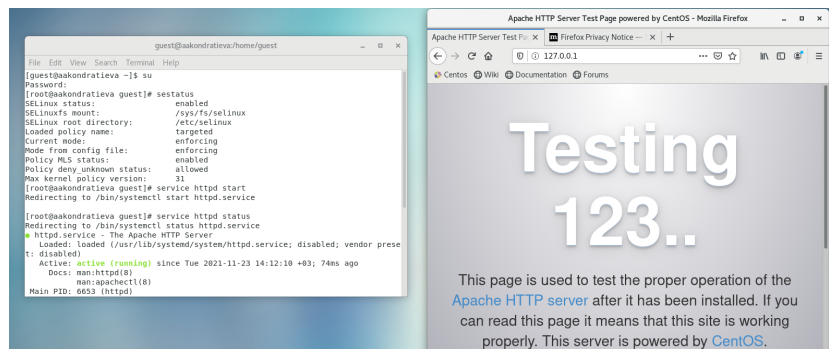 guest@aakondratieva:/home/guest
File Edit View Search Terminal Help
[guest@aakondratieva ~]$ su
Password:
[root@aakondratieva guest]# sestatus
SELinux status: enabled
SELinuxfs mount: /sys/fs/selinux
SELinux root directory: /etc/selinux
Loaded policy name: targeted
Current mode: enforcing
Mode from config file: enforcing
Policy MLS status: enabled
Policy deny_unknown status: allowed
Max kernel policy version: 31
[root@aakondratieva guest]# service httpd start
Redirecting to /bin/systemctl start httpd.service
[root@aakondratieva guest]# service httpd status
Redirecting to /bin/systemctl status httpd.service
● httpd.service - The Apache HTTP Server
Loaded: loaded (/usr/lib/systemd/system/httpd.service; disabled; vendor prese
t: disabled)
Active: active (running) since Tue 2021-11-23 14:12:10 +03; 74ms ago
Docs: man:httpd(8)
man:apachectl(8)
Main PID: 6653 (httpd)
Apache HTTP Server Test Page powered by CentOS - Mozilla Firefox
Apache HTTP Server Test Pa
Firefox Privacy Notice —
127.0.0.1
Centos Wiki Documentation Forums
Testing
123..
This page is used to test the proper operation of the
Apache HTTP server after it has been installed. If you
can read this page it means that this site is working
properly. This server is powered by CentOS.